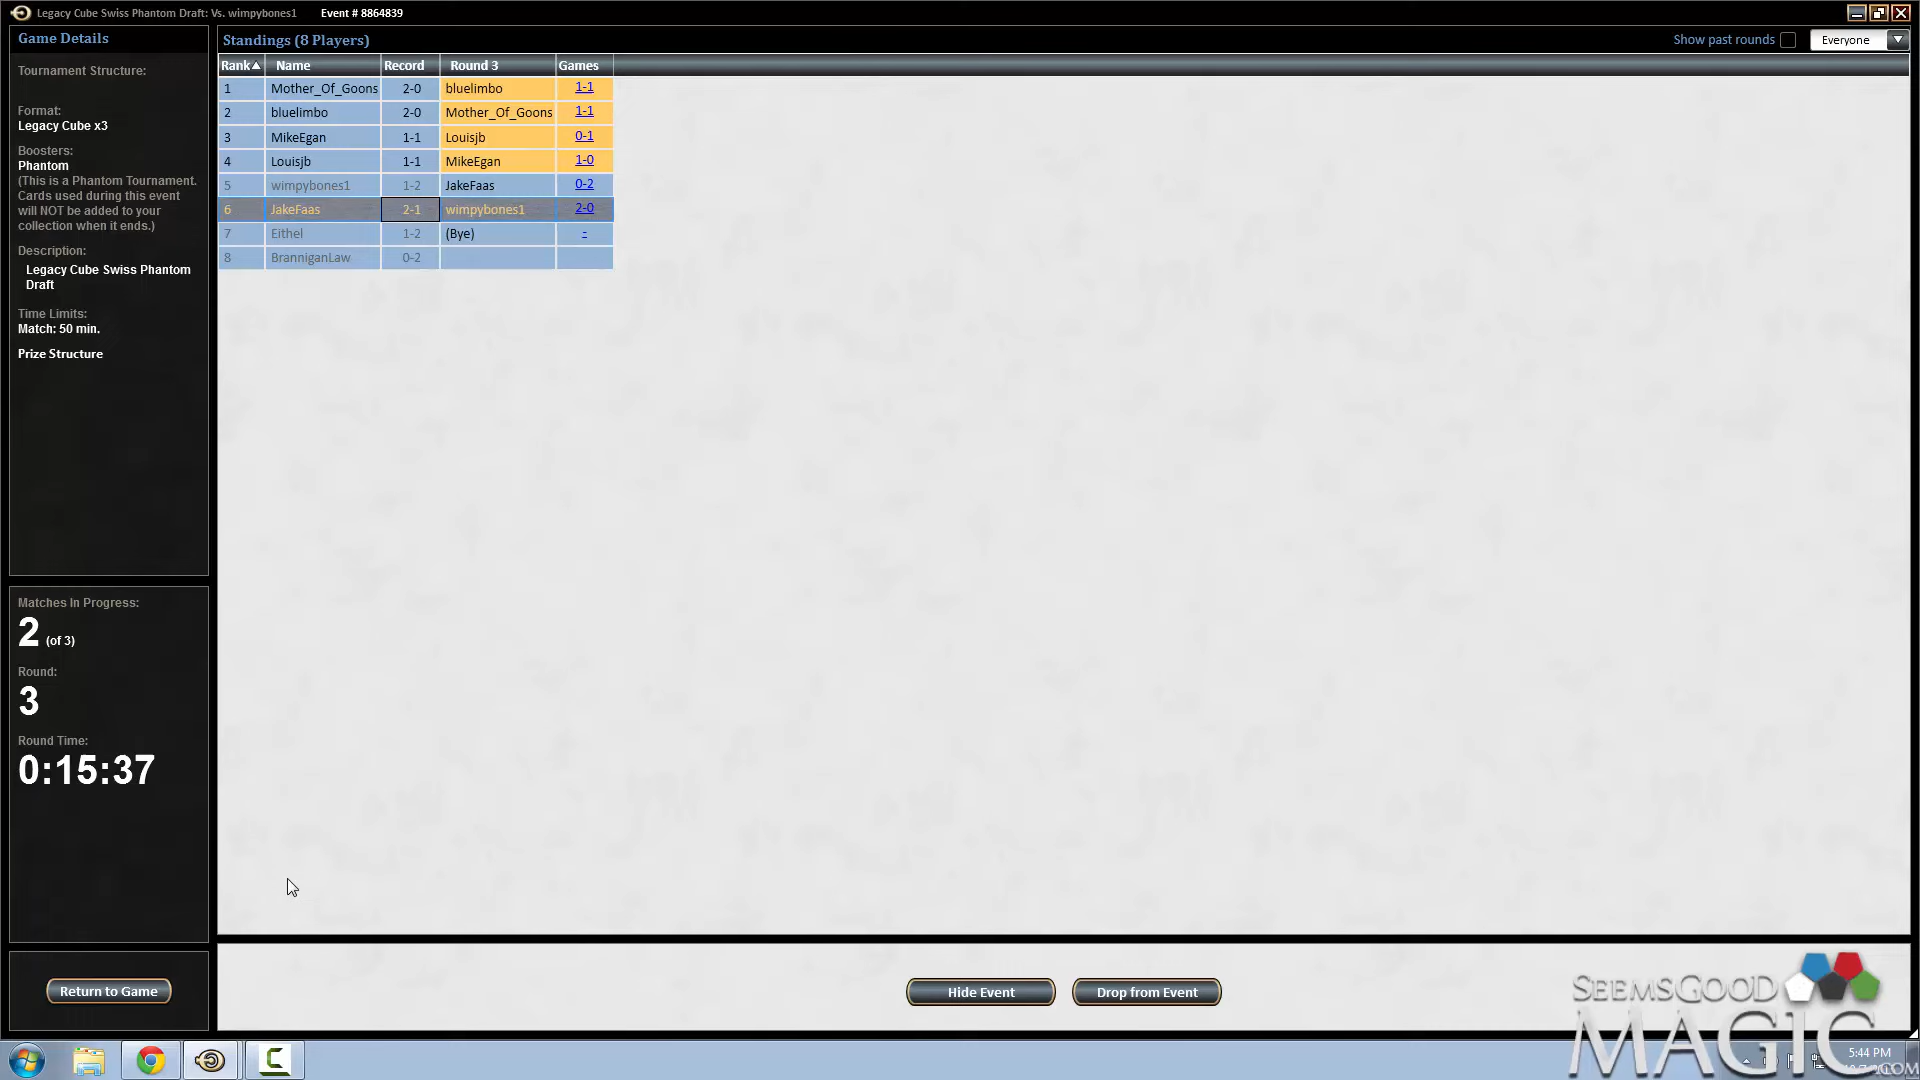 Legacy Cube Swiss Phantom Draft: Vs. wimpybones1 Event # 8864839
Game Details
Tournament Structure:
Format:
Legacy Cube x3
Boosters:
Phantom
(This is a Phantom Tournament.
Cards used during this event
will NOT be added to your
collection when it ends.)
Description:
Legacy Cube Swiss Phantom
Draft
Time Limits:
Match: 50 min.
Prize Structure
Standings (8 Players)
Show past rounds
Everyone
Rank Name Record Round 3 Games
1 Mother_Of_Goons 2-0 bluelimbo 1-1
2 bluelimbo 2-0 Mother_Of_Goons 1-1
3 MikeEgan 1-1 Louisjb 0-1
4 Louisjb 1-1 MikeEgan 1-0
5 wimpybones1 1-2 JakeFaas 0-2
6 JakeFaas 2-1 wimpybones1 2-0
7 Eithel 1-2 (Bye) -
8 BranniganLaw 0-2
Matches In Progress:
2 (of 3)
Round:
3
Round Time:
0:15:37
Return to Game
Hide Event
Drop from Event
SEEMSGOOD
MAGIC
.COM
5:44 PM